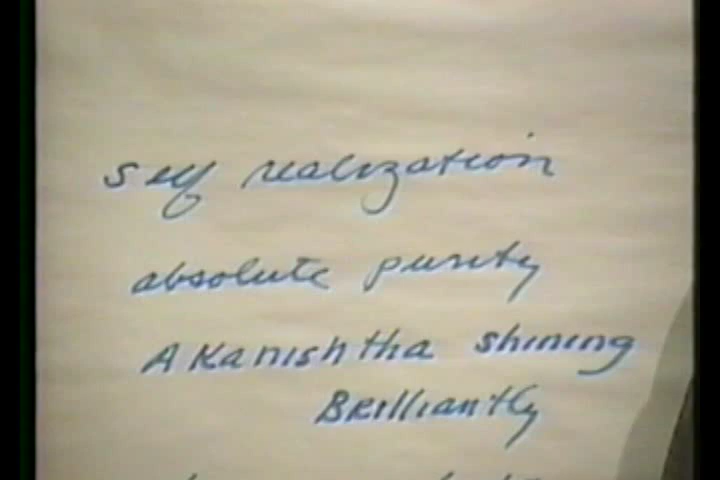 self realization
absolute purity
Akanishtha shining
Brilliantly